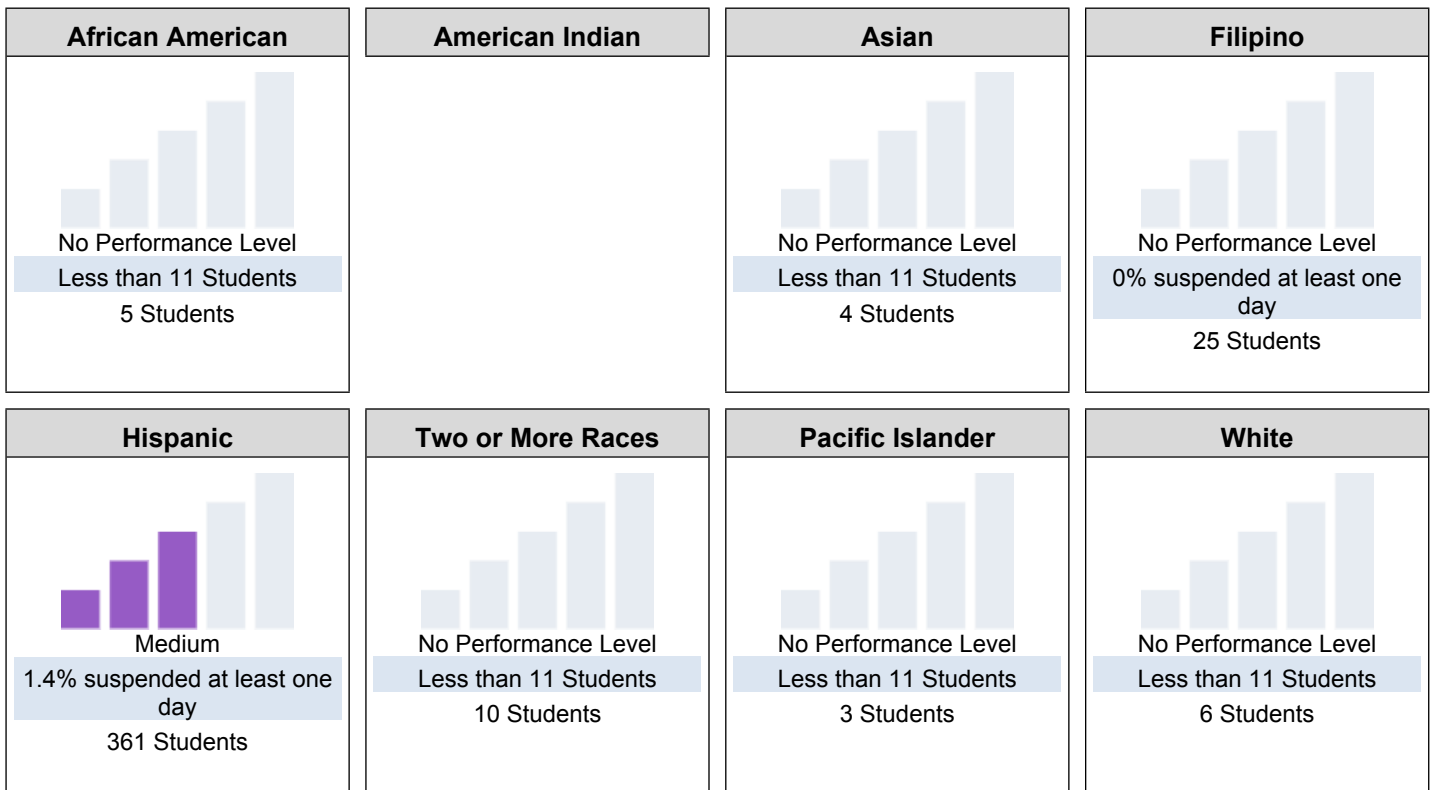 African American
American Indian
Asian
Filipino
No Performance Level
Less than 11 Students
5 Students
No Performance Level
Less than 11 Students
4 Students
No Performance Level
0% suspended at least one
day
25 Students
Hispanic
Two or More Races
Pacific Islander
White
Medium
1.4% suspended at least one
day
361 Students
No Performance Level
Less than 11 Students
10 Students
No Performance Level
Less than 11 Students
3 Students
No Performance Level
Less than 11 Students
6 Students